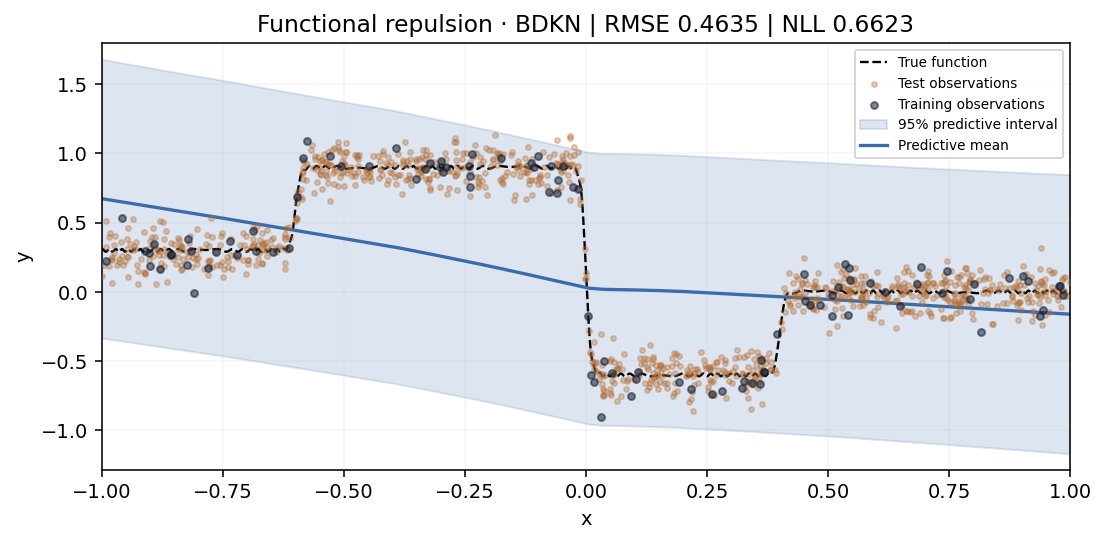 Functional repulsion · BDKN | RMSE 0.4635 | NLL 0.6623
True function
Test observations
Training observations
95% predictive interval
Predictive mean
y
1.5
1.0
0.5
0.0
−0.5
−1.0
−1.00 −0.75 −0.50 −0.25 0.00 0.25 0.50 0.75 1.00
x